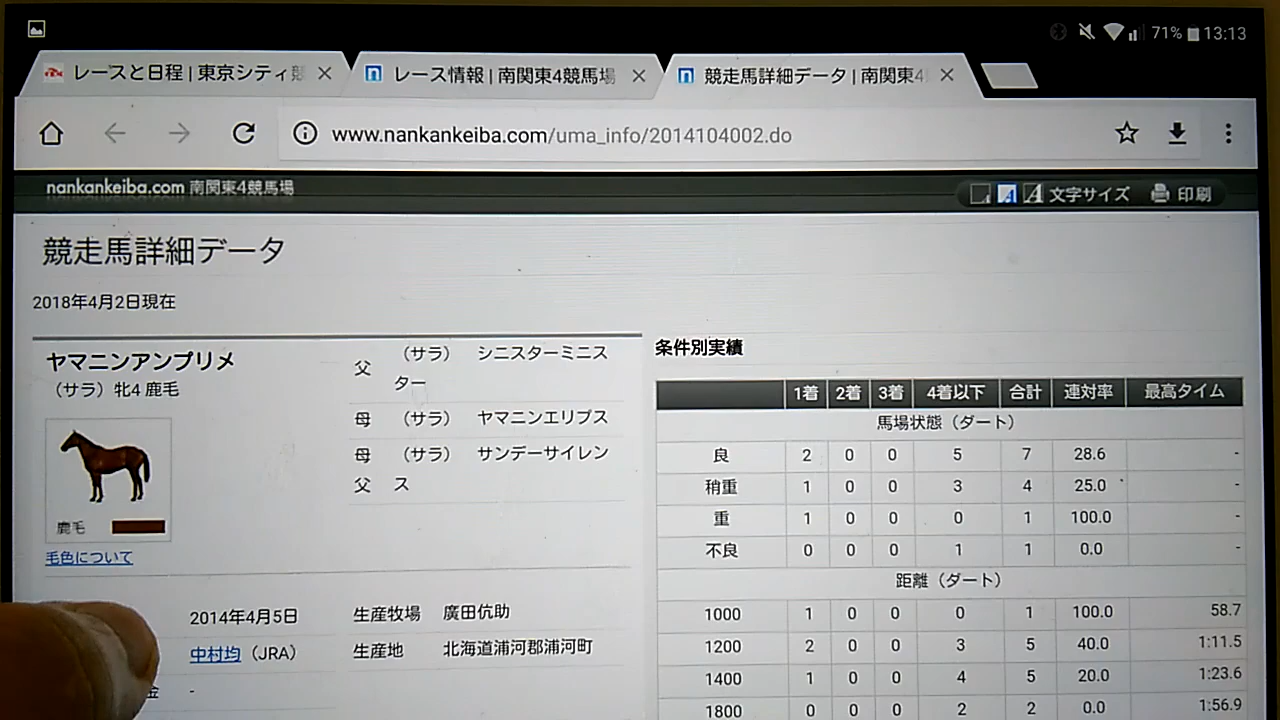 71% 13:13
レースと日程 | 東京シティ競
レース情報 | 南関東4競馬場
競走馬詳細データ | 南関東4
www.nankankeiba.com/uma_info/2014104002.do
nankankeiba.com 南関東4競馬場
A A 文字サイズ 印刷
競走馬詳細データ
2018年4月2日現在
ヤマニンアンプリメ
（サラ）牝4 鹿毛
鹿毛
毛色について
父 （サラ） シニスターミニスター
母 （サラ） ヤマニンエリプス
母父 （サラ） サンデーサイレンス
2014年4月5日 生産牧場 廣田伉助
中村均（JRA） 生産地 北海道浦河郡浦河町
金 -
条件別実績
1着 2着 3着 4着以下 合計 連対率 最高タイム
馬場状態（ダート）
良 2 0 0 5 7 28.6 -
稍重 1 0 0 3 4 25.0 -
重 1 0 0 0 1 100.0 -
不良 0 0 0 1 1 0.0 -
距離（ダート）
1000 1 0 0 0 1 100.0 58.7
1200 2 0 0 3 5 40.0 1:11.5
1400 1 0 0 4 5 20.0 1:23.6
1800 0 0 0 2 2 0.0 1:56.9